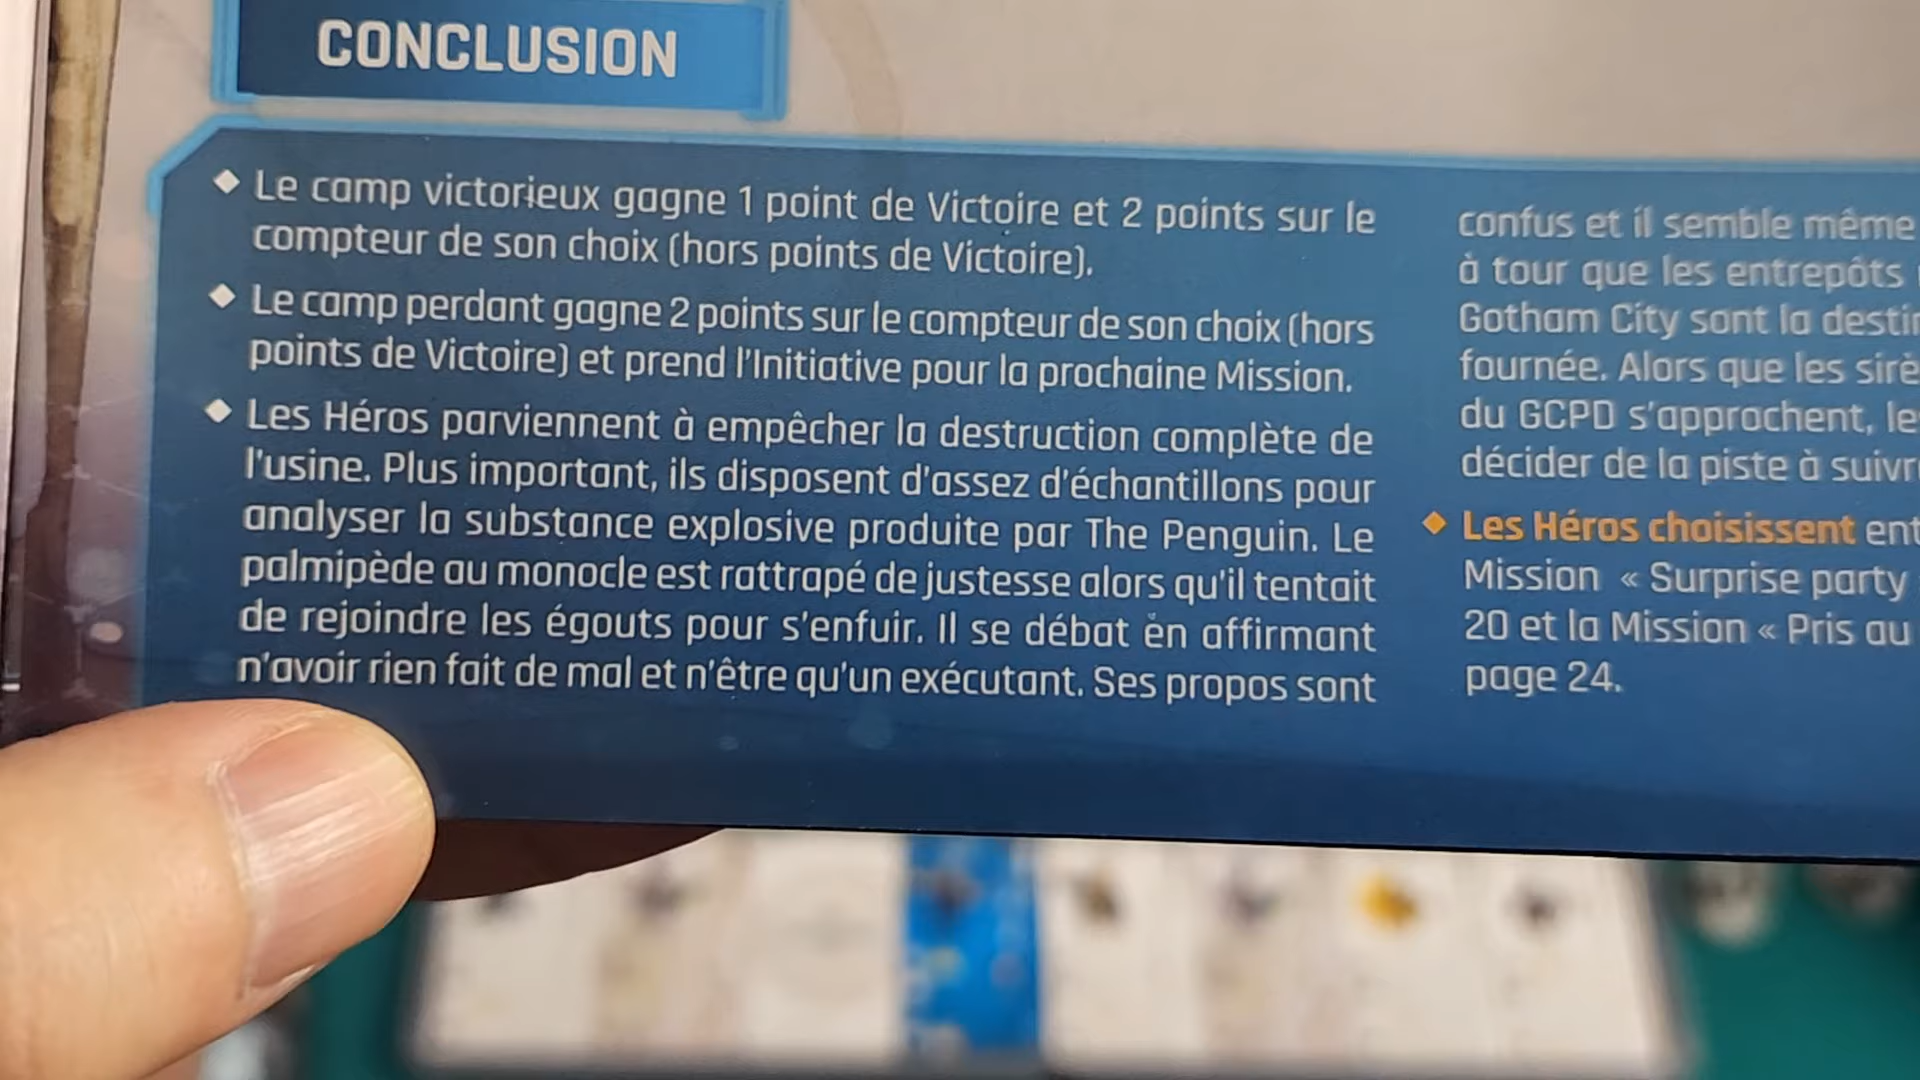 CONCLUSION
◆ Le camp victorieux gagne 1 point de Victoire et 2 points sur le
compteur de son choix (hors points de Victoire).
◆ Le camp perdant gagne 2 points sur le compteur de son choix (hors
points de Victoire) et prend l'Initiative pour la prochaine Mission.
◆ Les Héros parviennent à empêcher la destruction complète de
l'usine. Plus important, ils disposent d'assez d'échantillons pour
analyser la substance explosive produite par The Penguin. Le
palmipède au monocle est rattrapé de justesse alors qu'il tentait
de rejoindre les égouts pour s'enfuir. Il se débat en affirmant
n'avoir rien fait de mal et n'être qu'un exécutant. Ses propos sont
confus et il semble même
à tour que les entrepôts
Gotham City sont la
fournée. Alors que les
du GCPD s'approchent,
décider de la piste à
◆ Les Héros choisissent
Mission « Surprise party
20 et la Mission « Pris au
page 24.